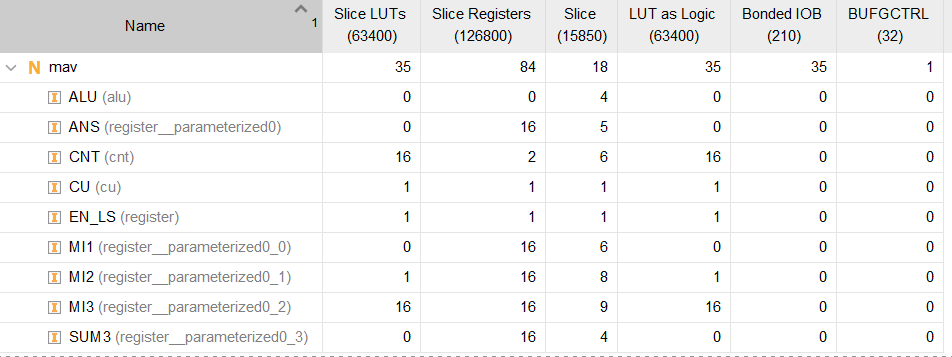 Name 1 Slice LUTs (63400) Slice Registers (126800) Slice (15850) LUT as Logic (63400) Bonded IOB (210) BUFGCTRL (32)
N mav 35 84 18 35 35 1
I ALU (alu) 0 0 4 0 0 0
I ANS (register__parameterized0) 0 16 5 0 0 0
I CNT (cnt) 16 2 6 16 0 0
I CU (cu) 1 1 1 1 0 0
I EN_LS (register) 1 1 1 1 0 0
I MI1 (register__parameterized0_0) 0 16 6 0 0 0
I MI2 (register__parameterized0_1) 1 16 8 1 0 0
I MI3 (register__parameterized0_2) 16 16 9 16 0 0
I SUM3 (register__parameterized0_3) 0 16 4 0 0 0